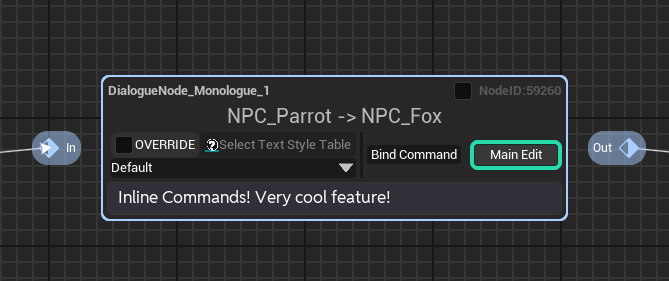 DialogueNode_Monologue_1
NodeID:59260
NPC_Parrot -> NPC_Fox
In
OVERRIDE
?Select Text Style Table
Default
Bind Command
Main Edit
Out
Inline Commands! Very cool feature!